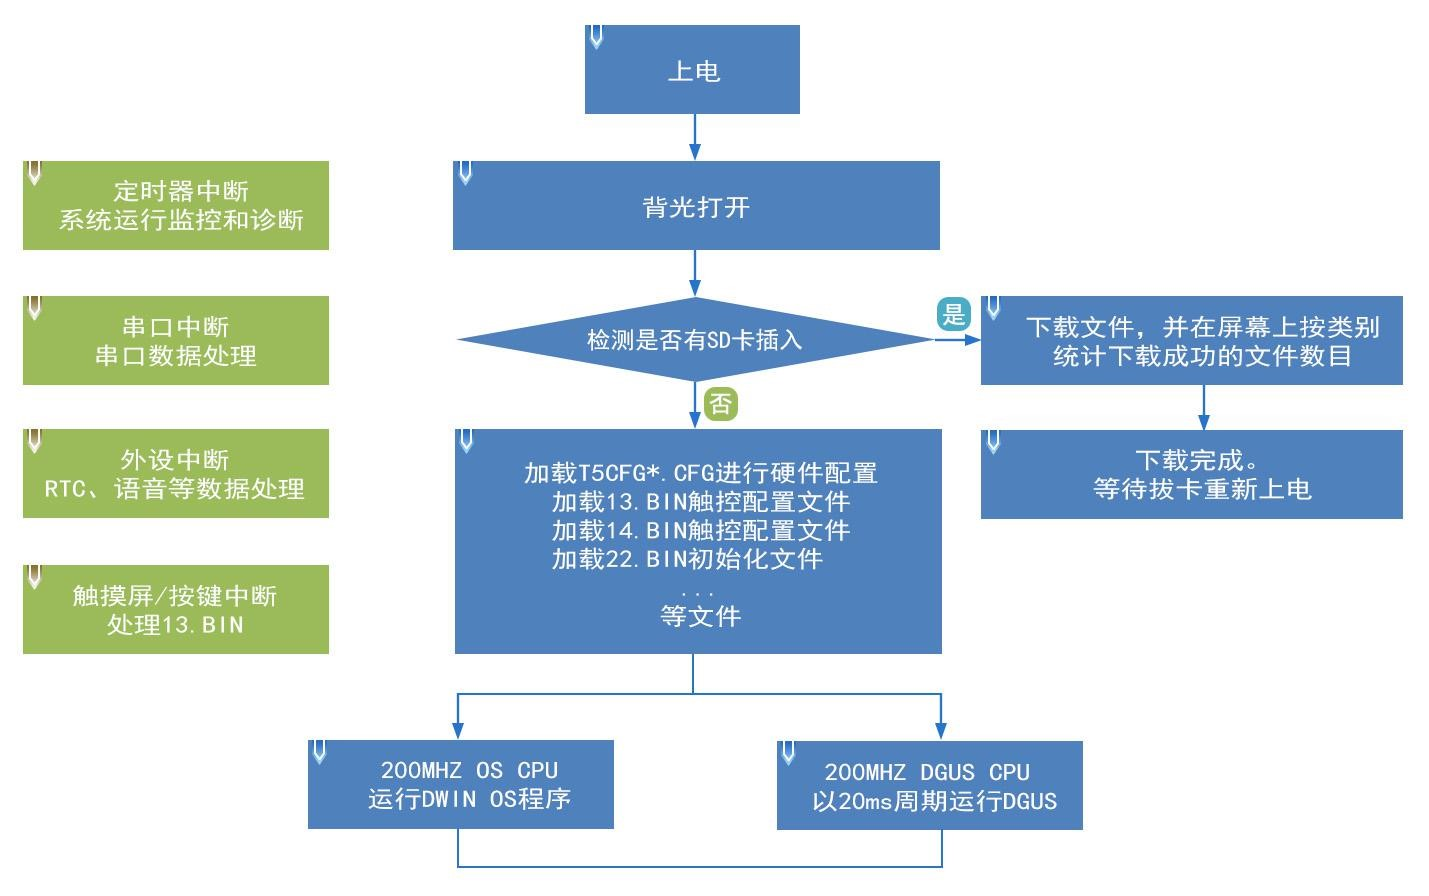 上电
背光打开
检测是否有SD卡插入
是
否
下载文件，并在屏幕上按类别
统计下载成功的文件数目
下载完成。
等待拔卡重新上电
加载T5CFG*.CFG进行硬件配置
加载13.BIN触控配置文件
加载14.BIN触控配置文件
加载22.BIN初始化文件
...
等文件
200MHZ OS CPU
运行DWIN OS程序
200MHZ DGUS CPU
以20ms周期运行DGUS
定时器中断
系统运行监控和诊断
串口中断
串口数据处理
外设中断
RTC、语音等数据处理
触摸屏/按键中断
处理13.BIN